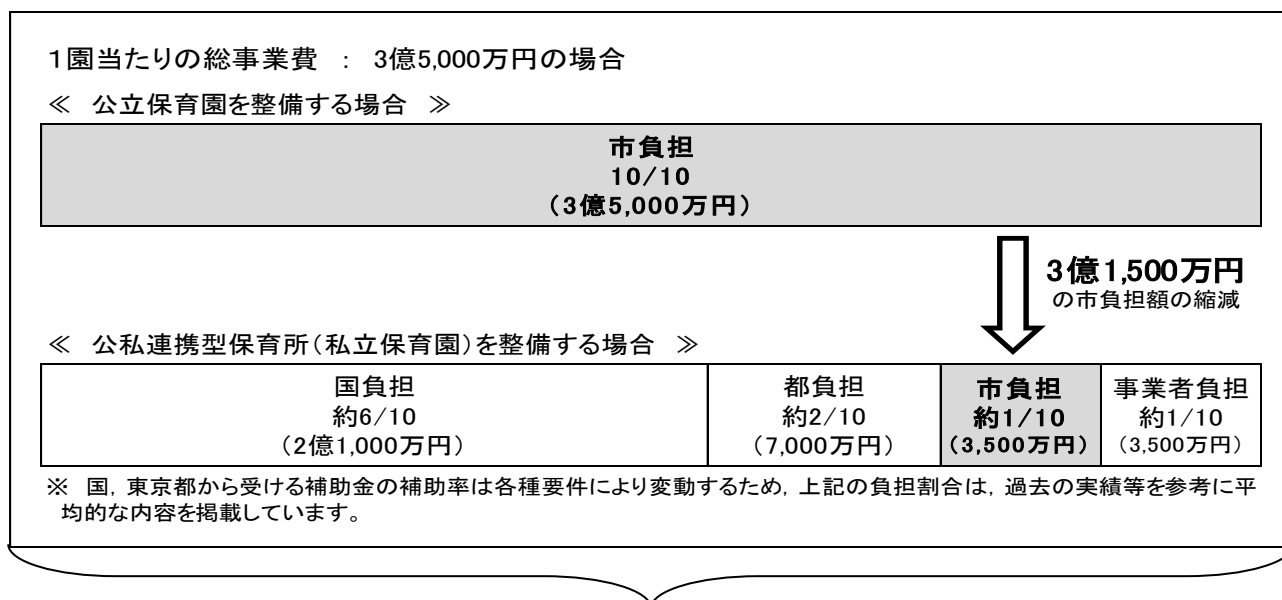 1園当たりの総事業費 : 3億5,000万円の場合
≪ 公立保育園を整備する場合 ≫
市負担
10/10
(3億5,000万円)
3億1,500万円
の市負担額の縮減
≪ 公私連携型保育所(私立保育園)を整備する場合 ≫
国負担
約6/10
(2億1,000万円)
都負担
約2/10
(7,000万円)
市負担
約1/10
(3,500万円)
事業者負担
約1/10
(3,500万円)
※ 国,東京都から受ける補助金の補助率は各種要件により変動するため,上記の負担割合は,過去の実績等を参考に平
均的な内容を掲載しています。